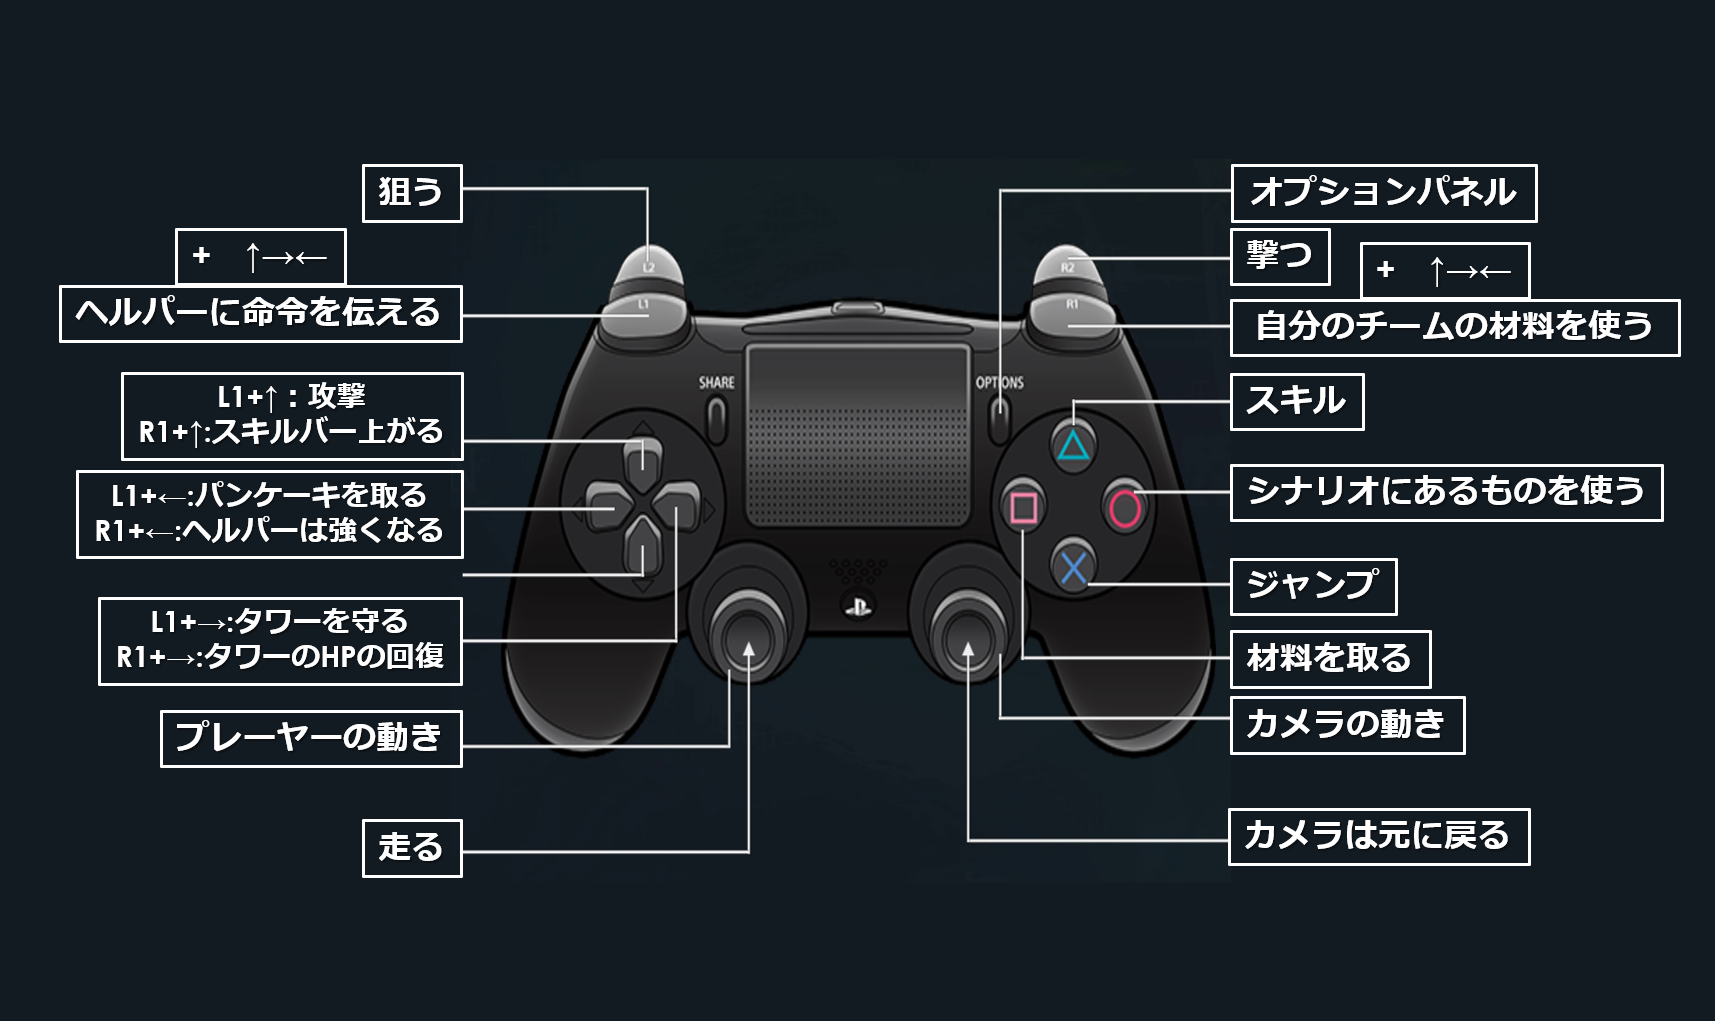 狙う
+ ↑→←
ヘルパーに命令を伝える
L1+↑：攻撃
R1+↑:スキルバー上がる
L1+←:パンケーキを取る
R1+←:ヘルパーは強くなる
L1+→:タワーを守る
R1+→:タワーのHPの回復
プレーヤーの動き
走る
L2
L1
SHARE
OPTIONS
R2
R1
オプションパネル
撃つ
+ ↑→←
自分のチームの材料を使う
スキル
シナリオにあるものを使う
ジャンプ
材料を取る
カメラの動き
カメラは元に戻る